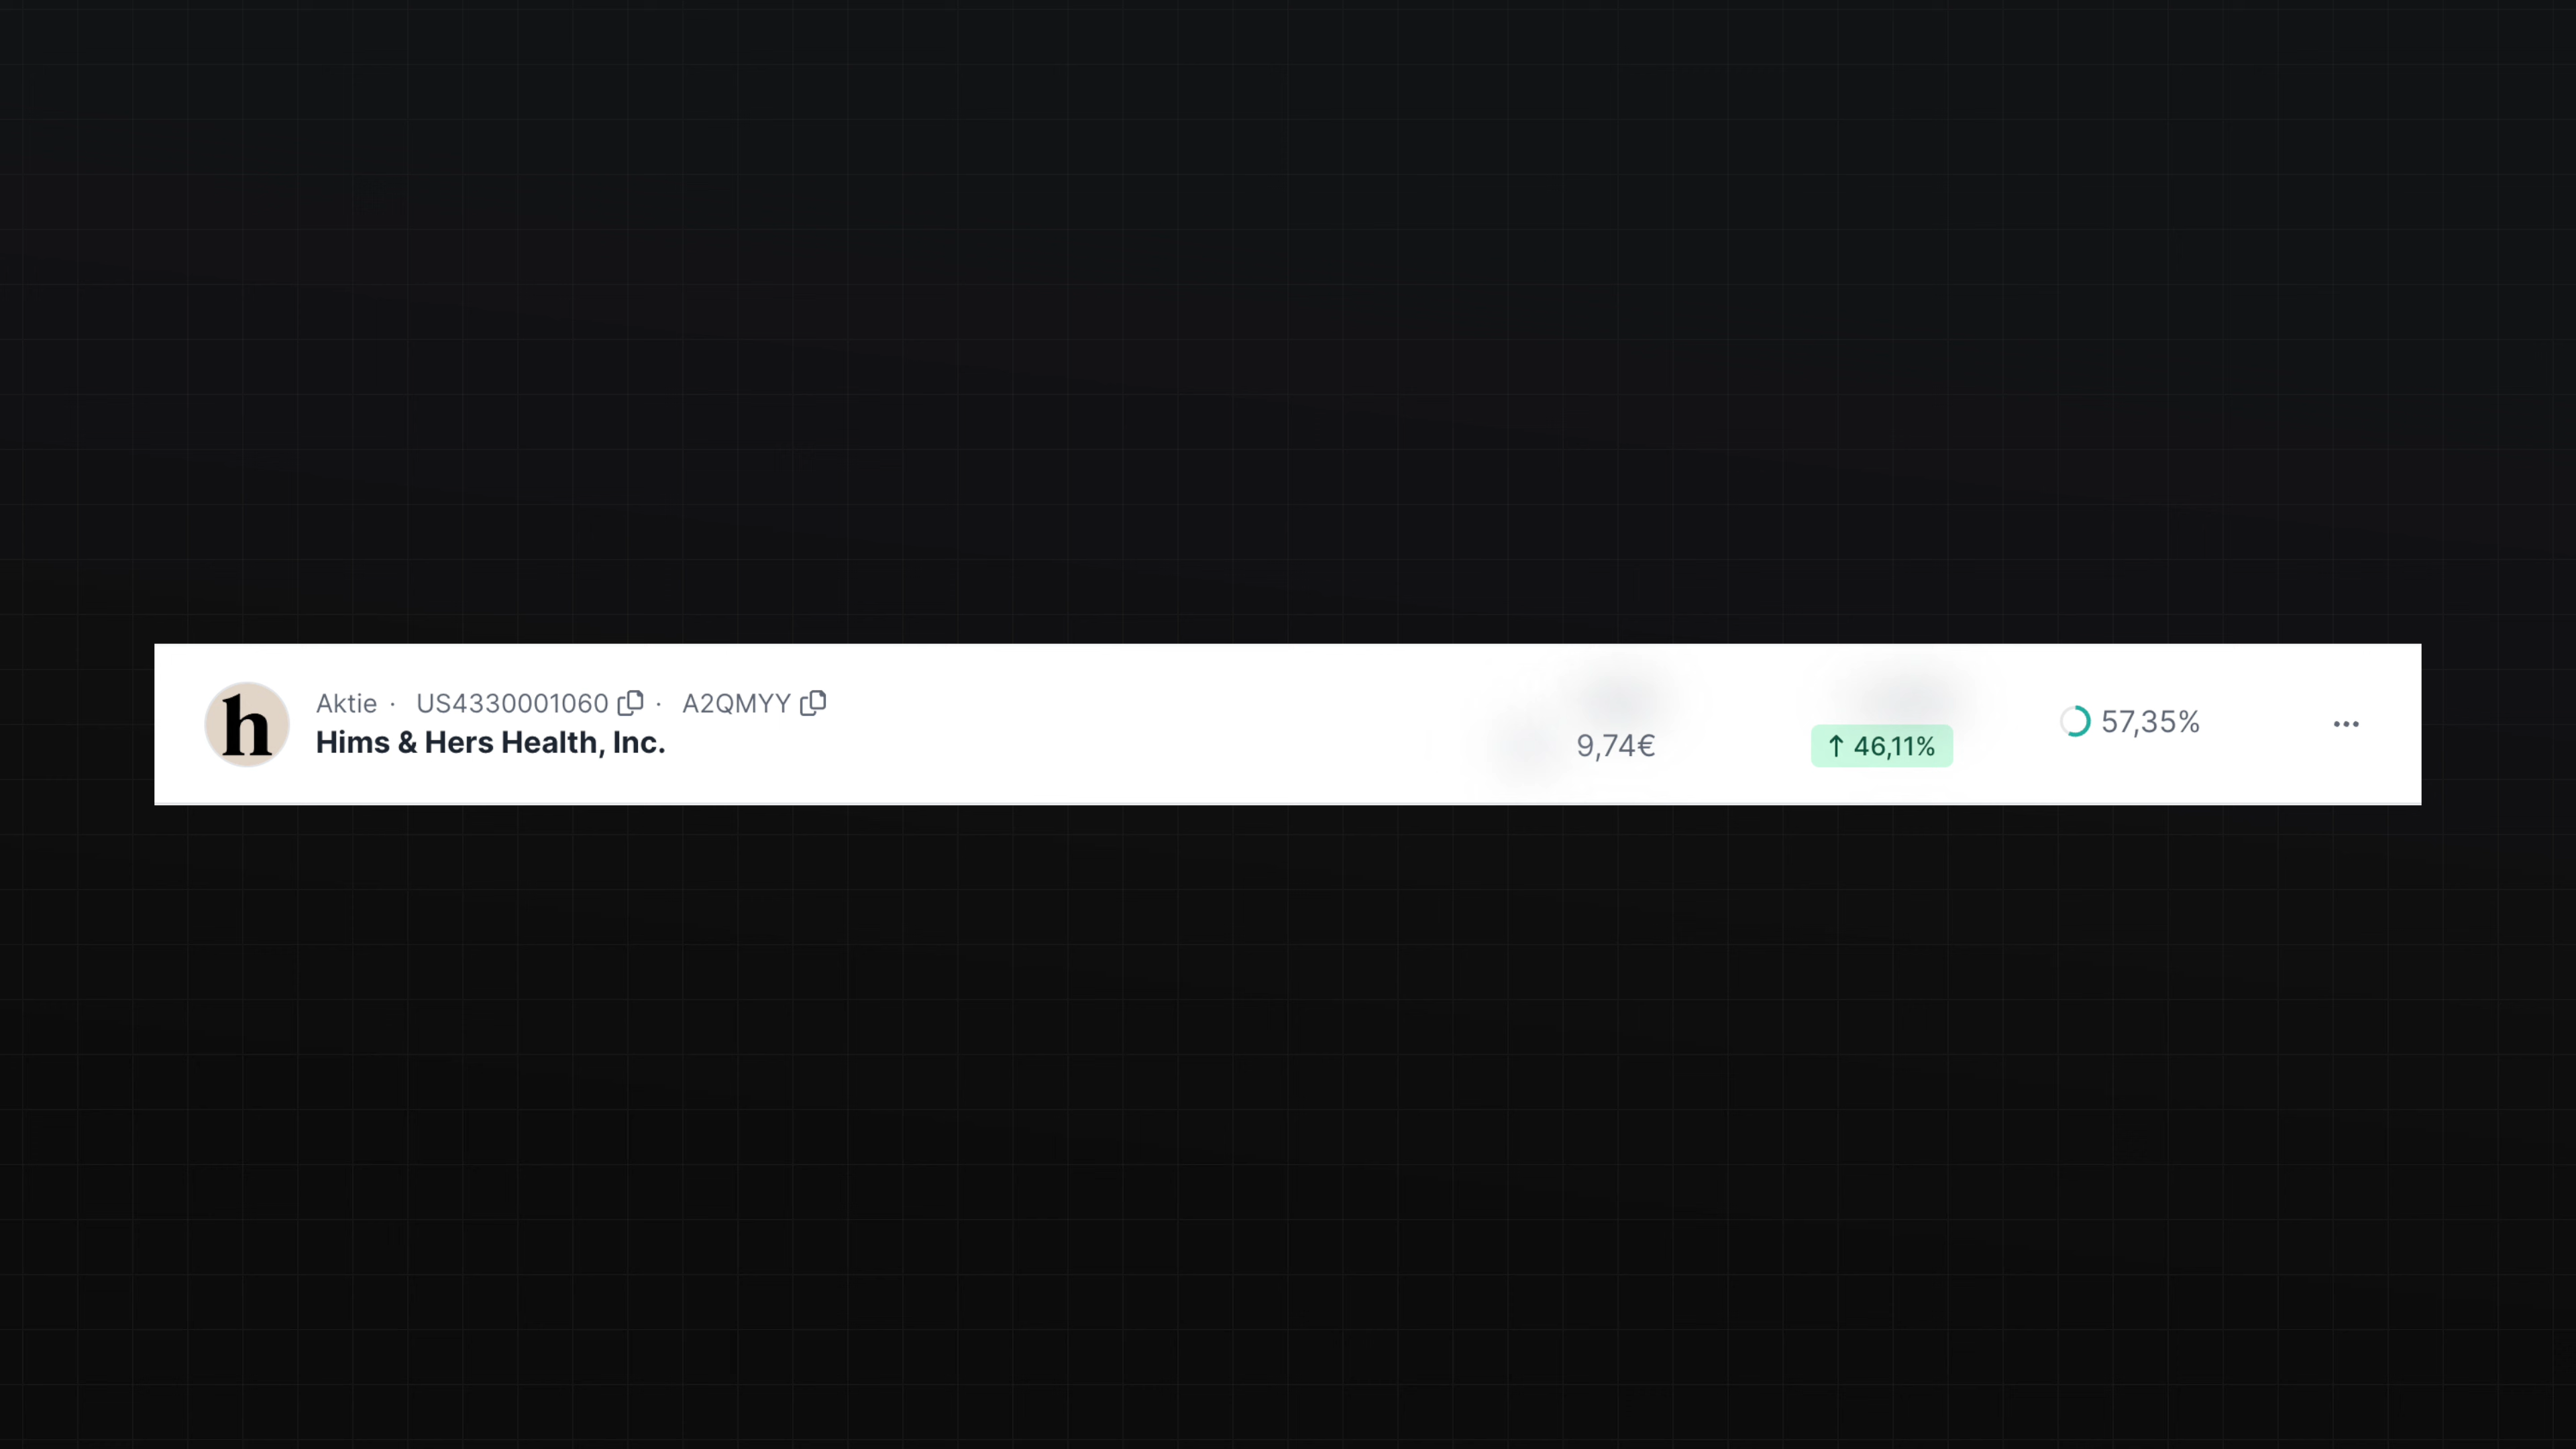 h
Aktie · US4330001060 · A2QMYY
Hims & Hers Health, Inc.
9,74€
↑ 46,11%
57,35%